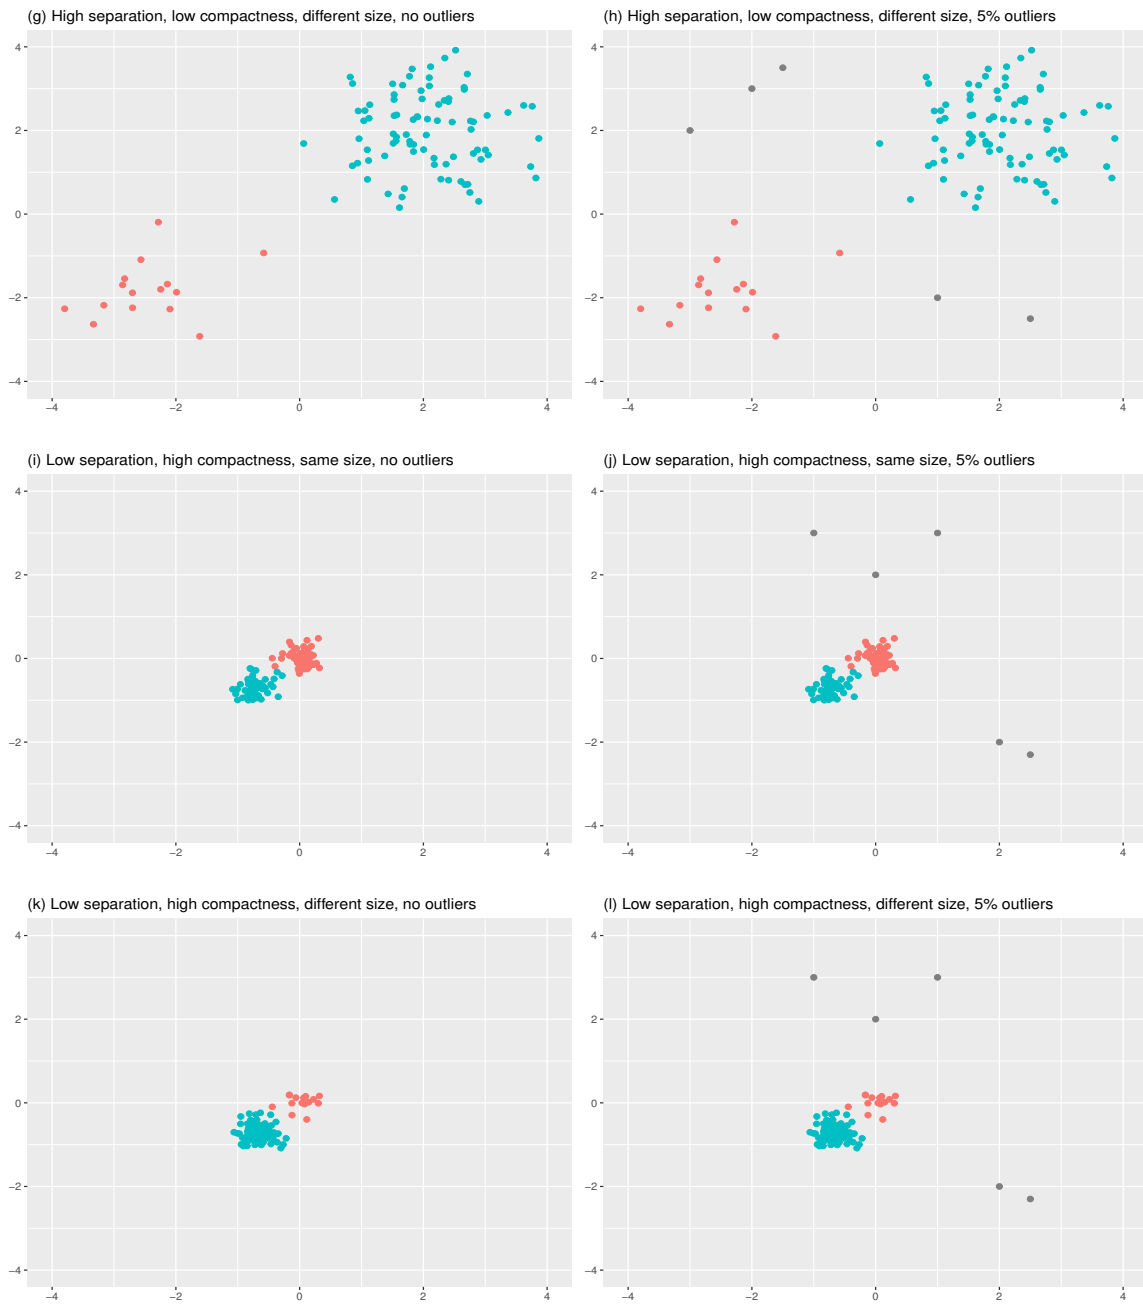 (g) High separation, low compactness, different size, no outliers
4
2
0
−2
−4
−4 −2 0 2 4
(h) High separation, low compactness, different size, 5% outliers
4
2
0
−2
−4
−4 −2 0 2 4
(i) Low separation, high compactness, same size, no outliers
4
2
0
−2
−4
−4 −2 0 2 4
(j) Low separation, high compactness, same size, 5% outliers
4
2
0
−2
−4
−4 −2 0 2 4
(k) Low separation, high compactness, different size, no outliers
4
2
0
−2
−4
−4 −2 0 2 4
(l) Low separation, high compactness, different size, 5% outliers
4
2
0
−2
−4
−4 −2 0 2 4